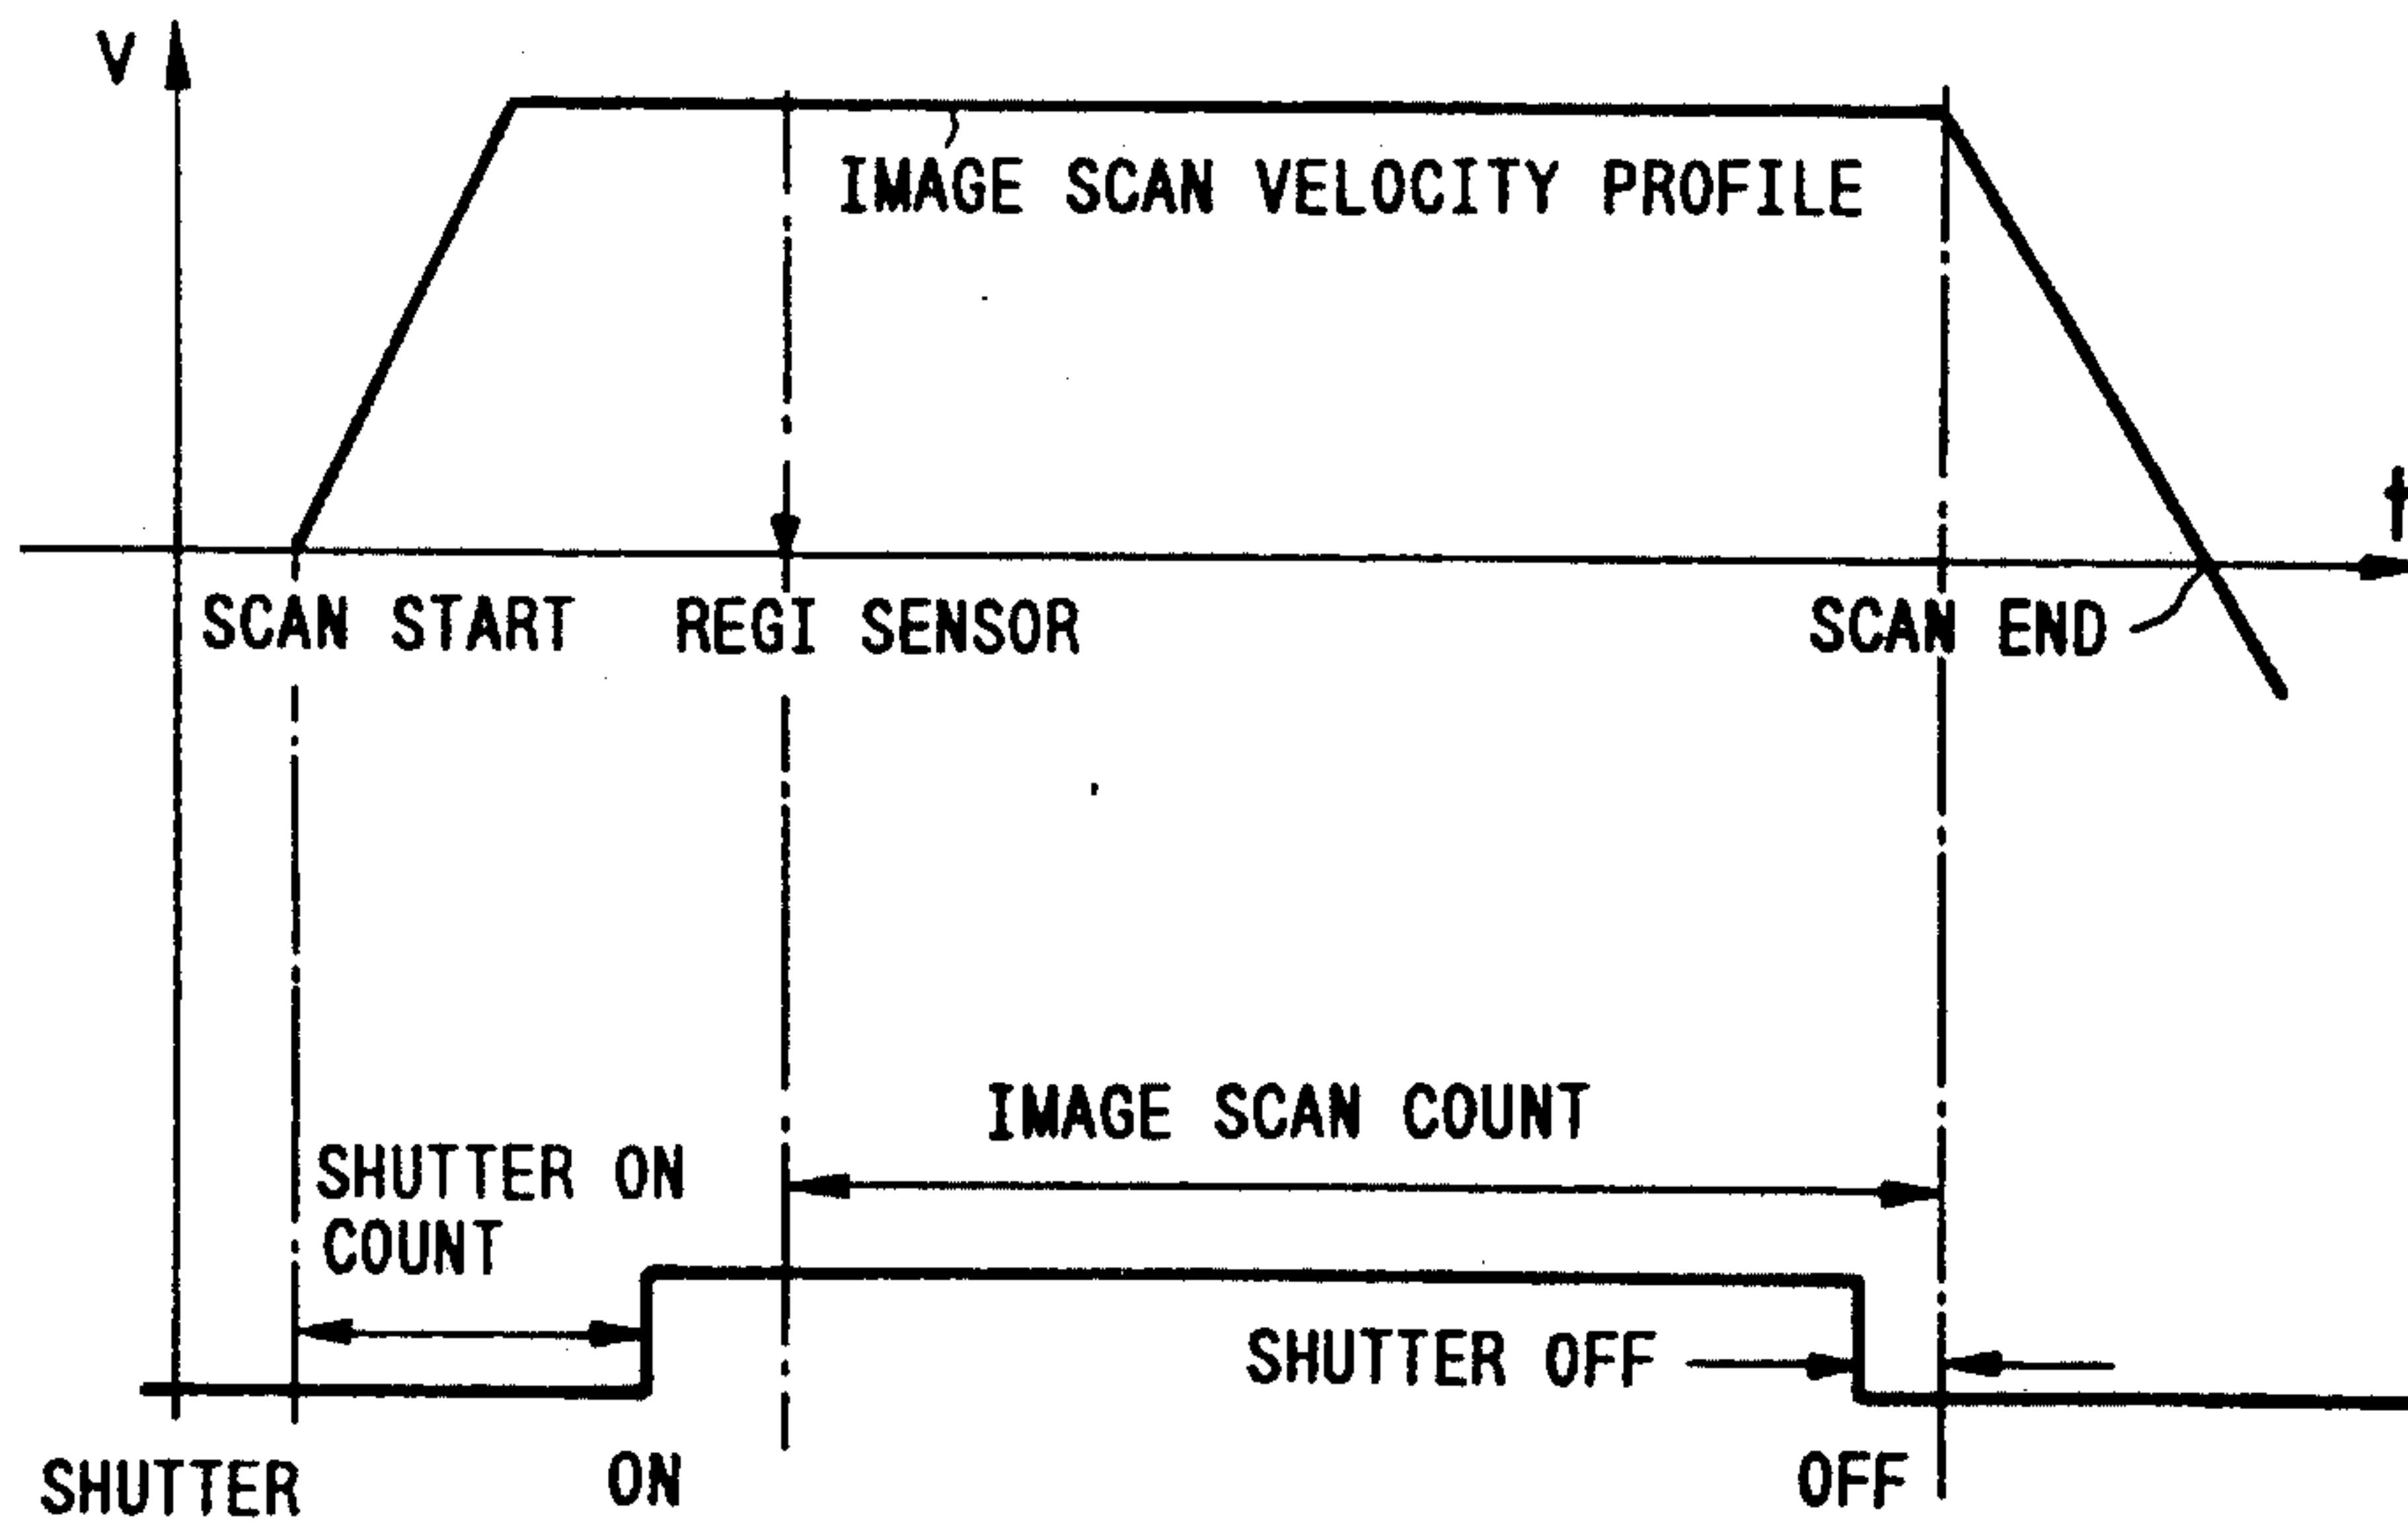 V
IMAGE SCAN VELOCITY PROFILE
t
SCAN START
REGI SENSOR
SCAN END
IMAGE SCAN COUNT
SHUTTER ON
COUNT
SHUTTER OFF
SHUTTER
ON
OFF